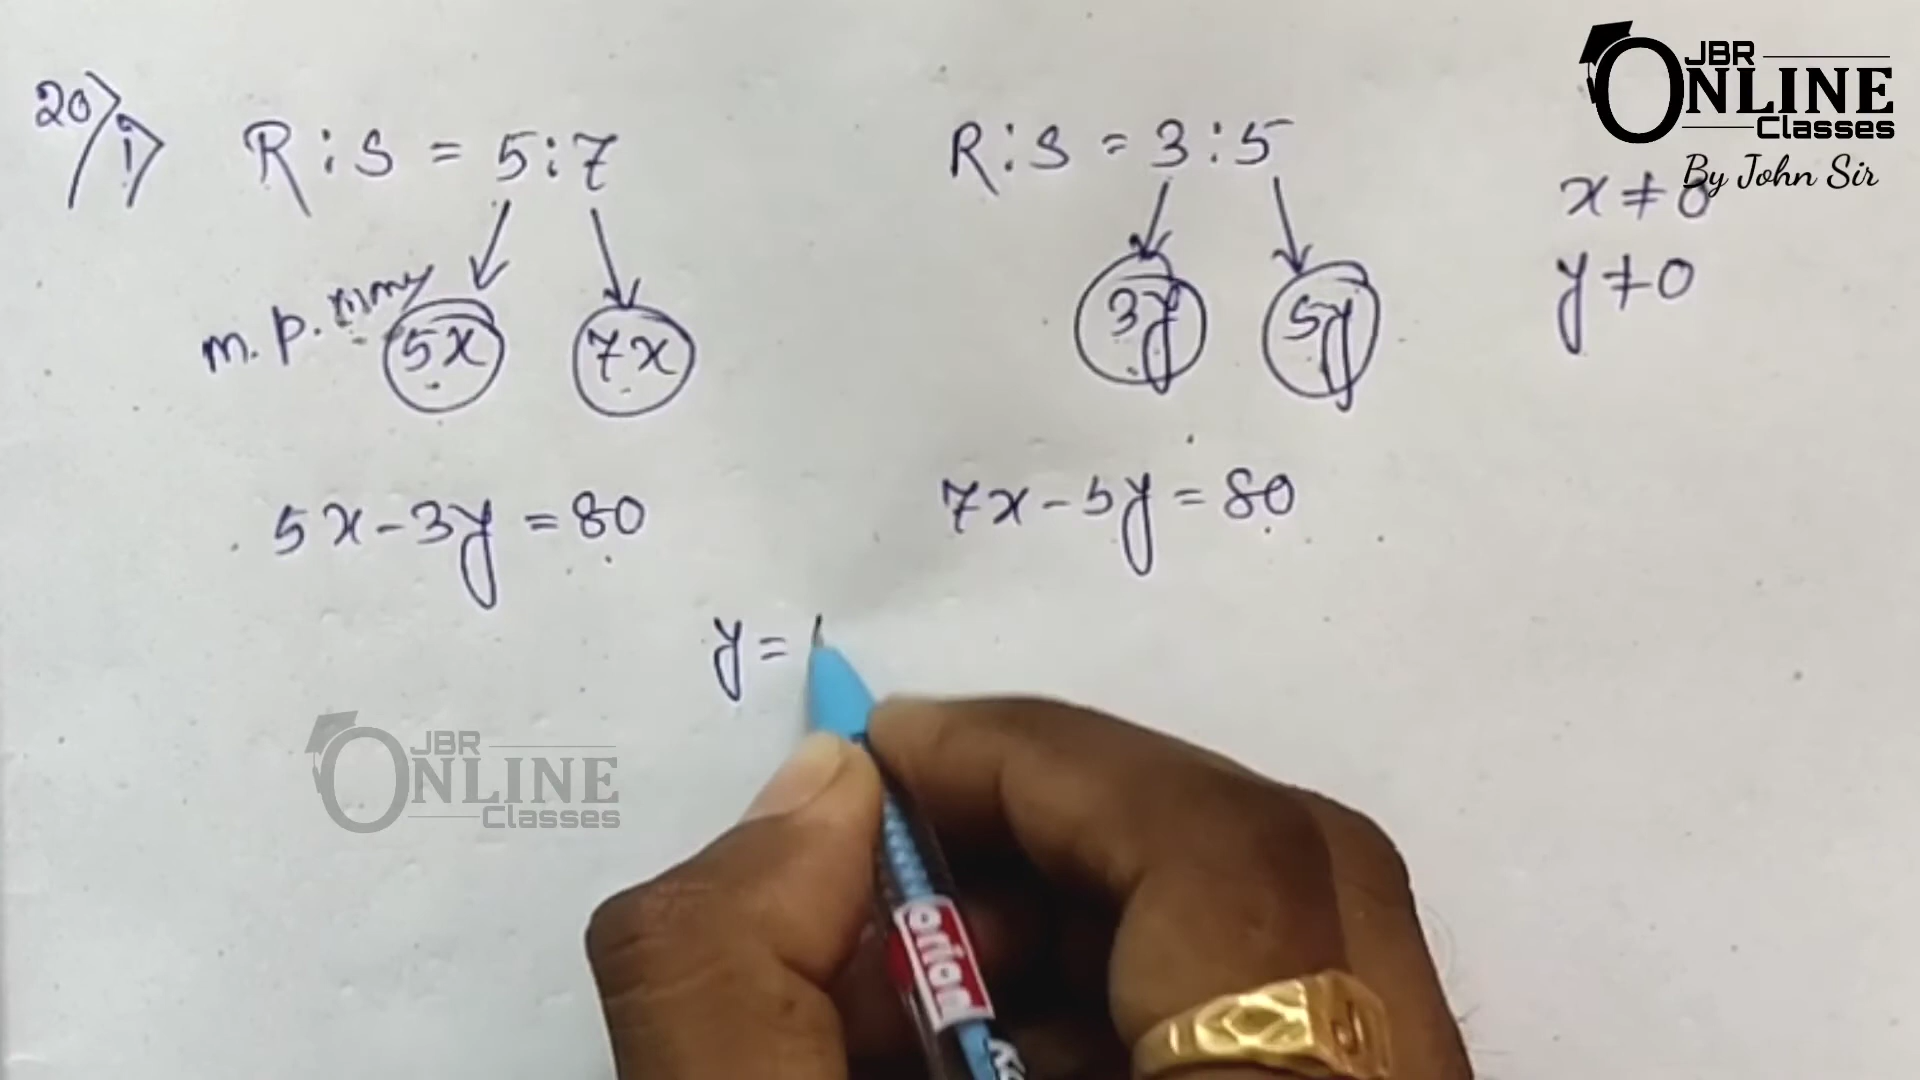 JBR
ONLINE
Classes
By John Sir
20) i) R : S = 5 : 7
R : S = 3 : 5
x ≠ 0
y ≠ 0
m. p.
5x 7x
3y 5y
5x - 3y = 80
7x - 5y = 80
y =
JBR
ONLINE
Classes
orion